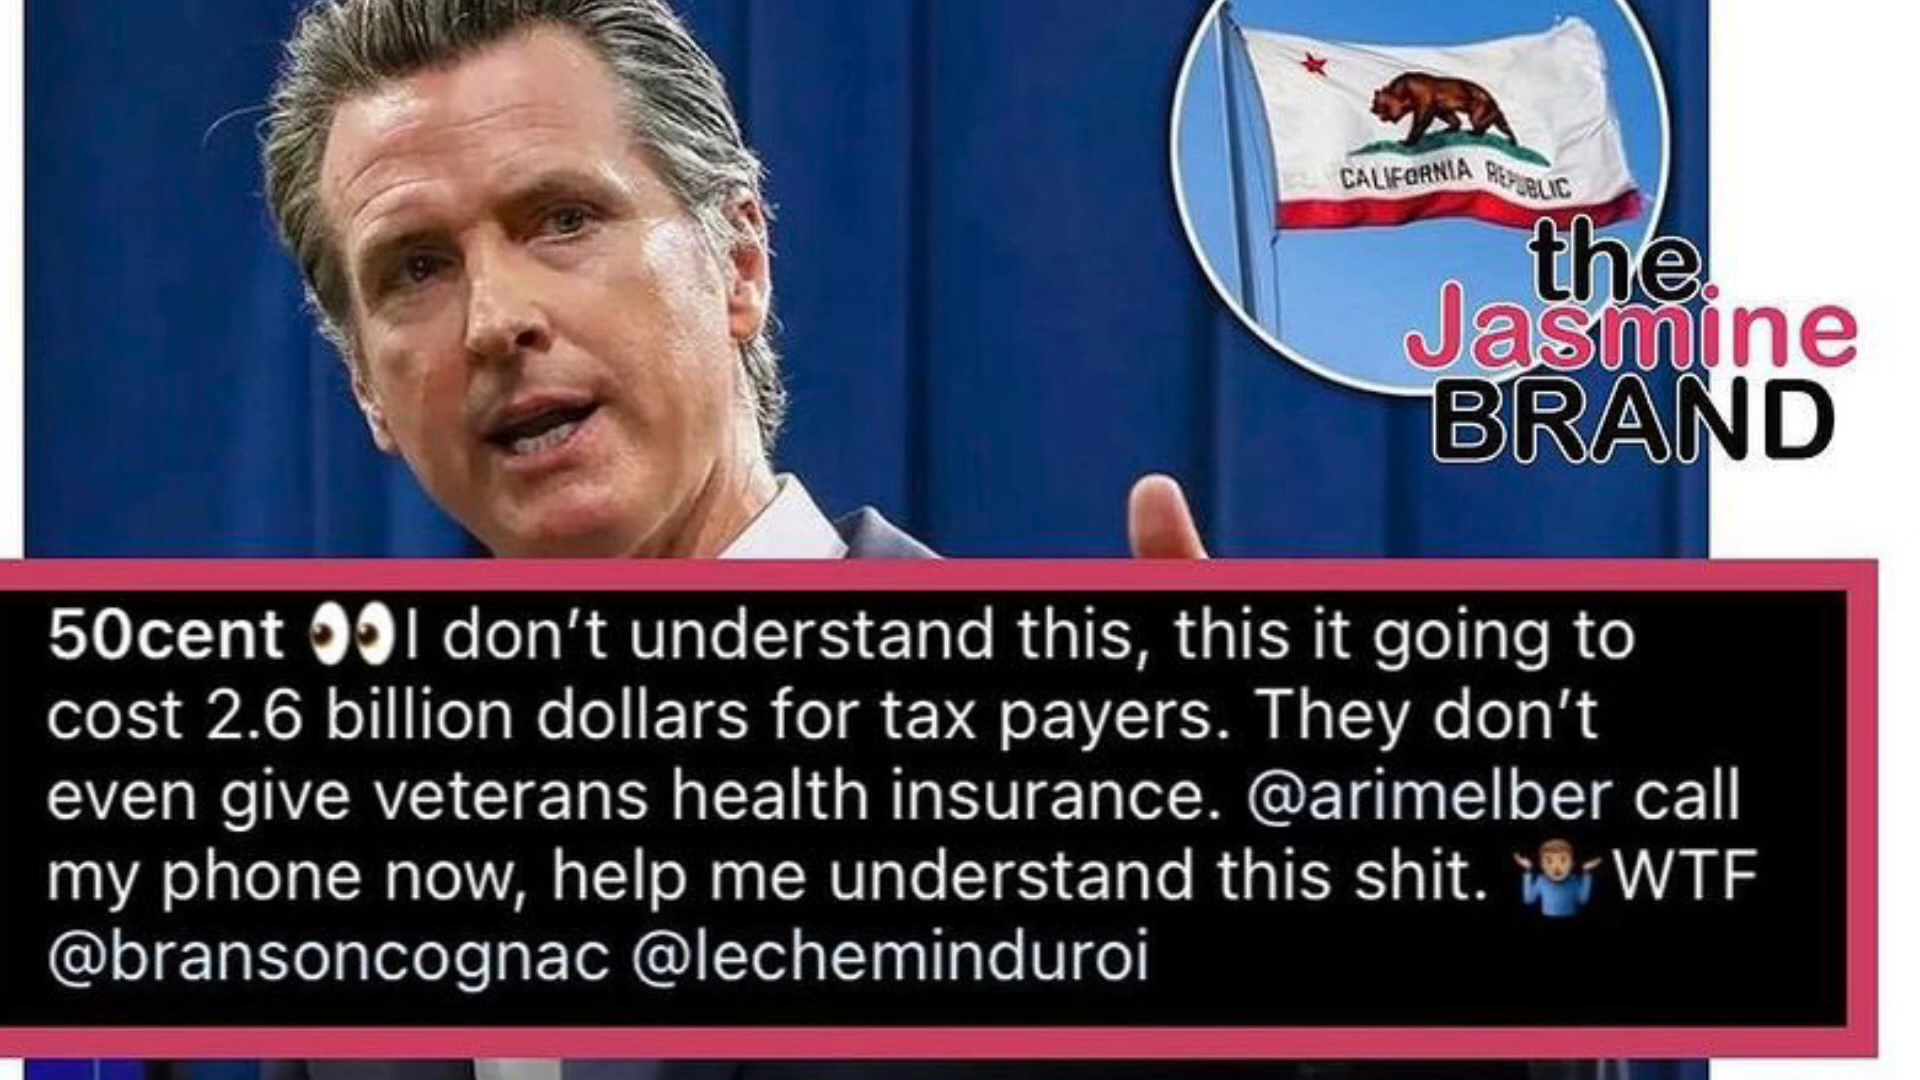 CALIFORNIA REPUBLIC
the
Jasmine
BRAND
50cent 👀I don’t understand this, this it going to
cost 2.6 billion dollars for tax payers. They don’t
even give veterans health insurance. @arimelber call
my phone now, help me understand this shit. 🤷🏽‍♂️WTF
@bransoncognac @lecheminduroi